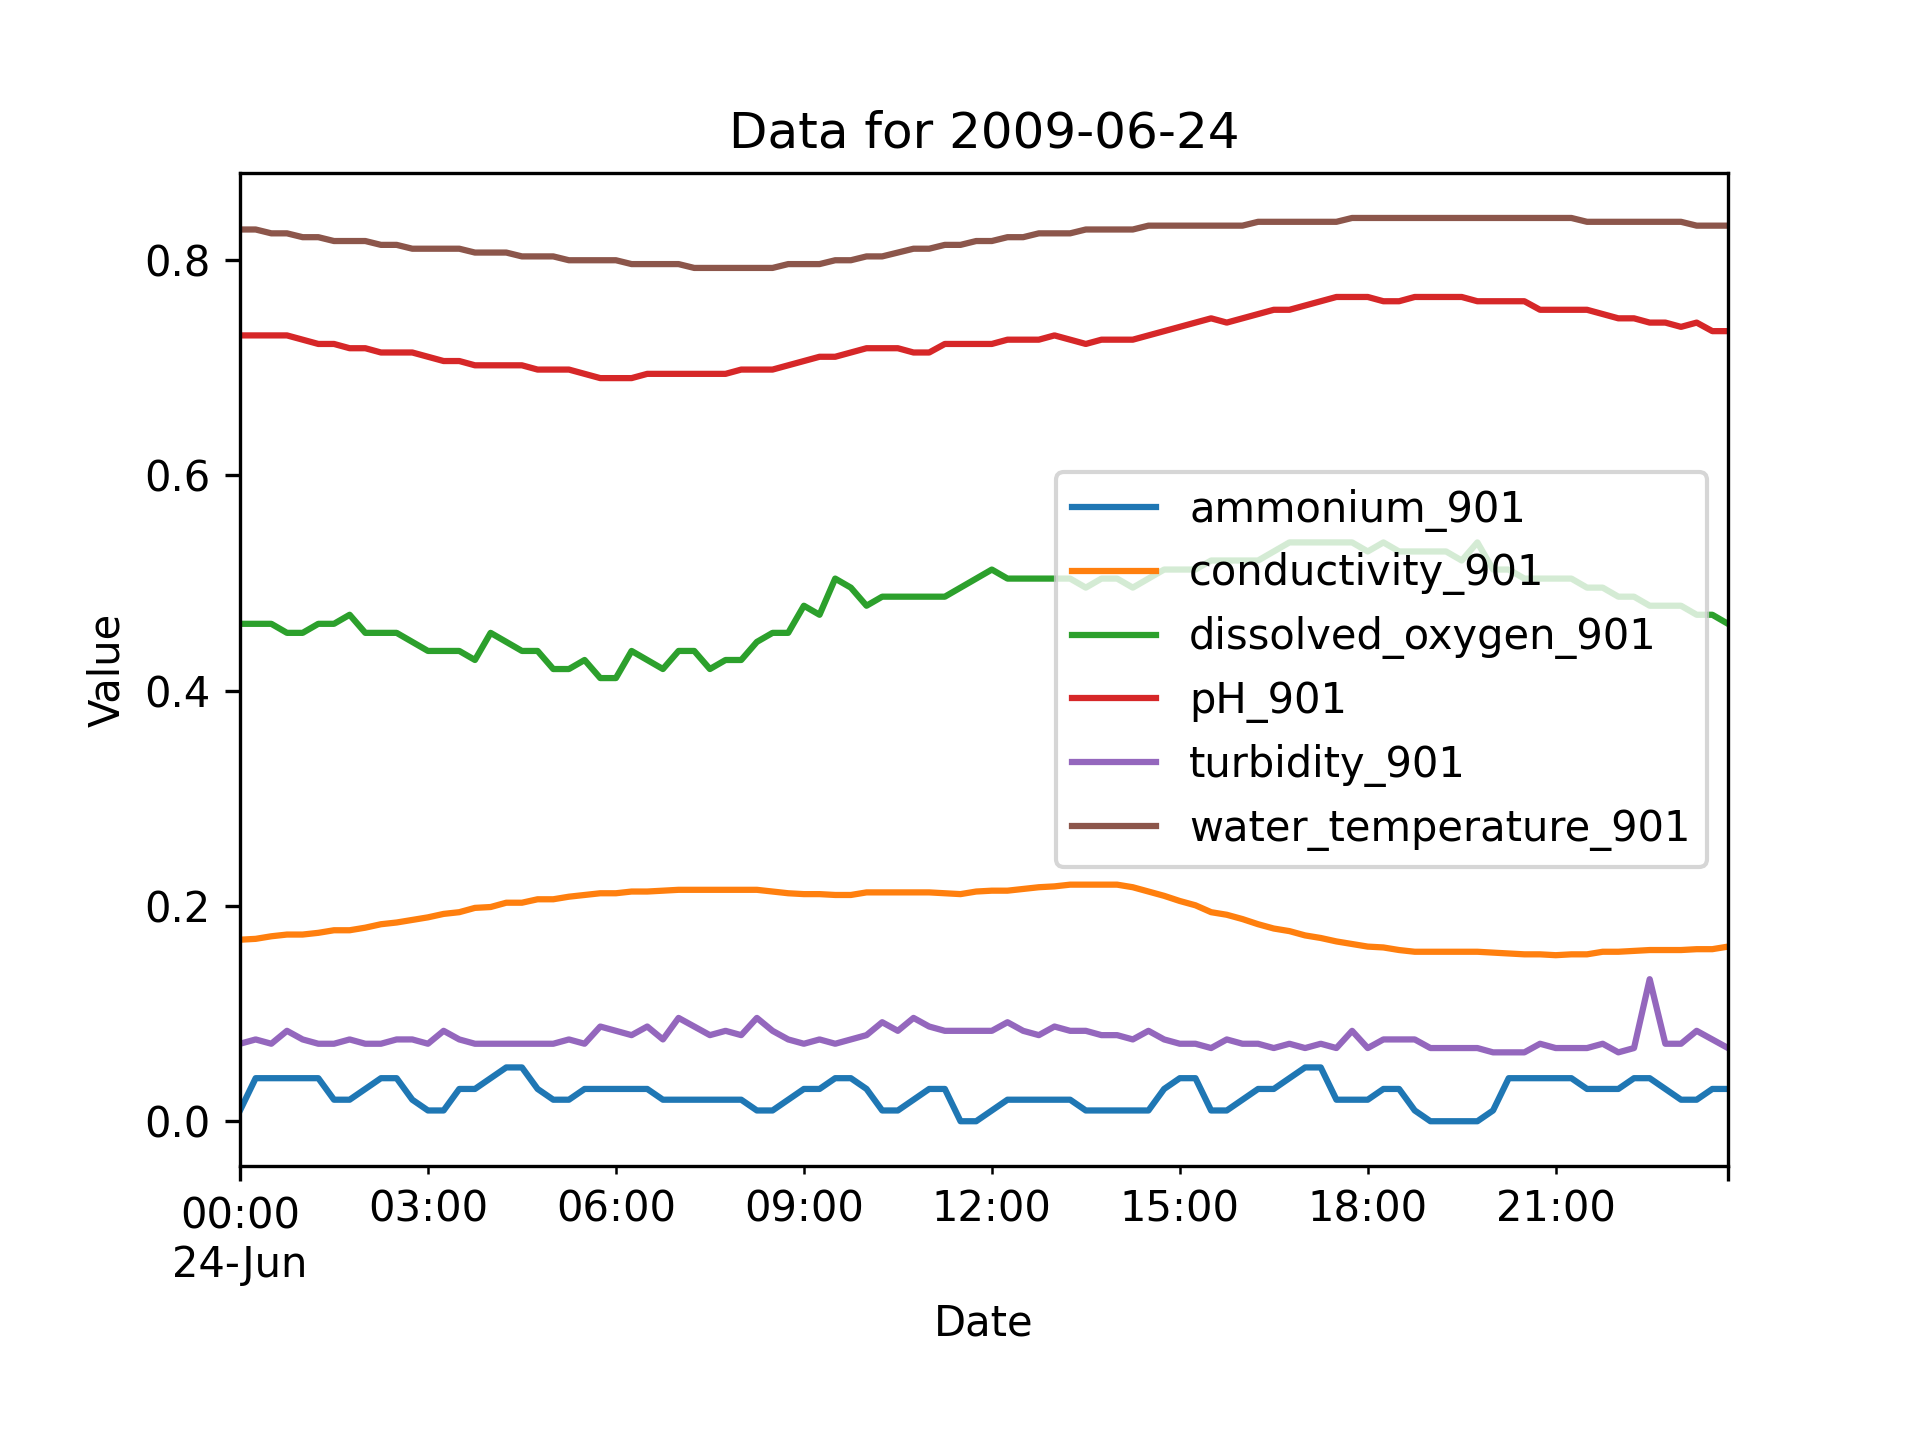 Data for 2009-06-24
Value
0.8
0.6
0.4
0.2
0.0
ammonium_901
conductivity_901
dissolved_oxygen_901
pH_901
turbidity_901
water_temperature_901
00:00 03:00 06:00 09:00 12:00 15:00 18:00 21:00
24-Jun
Date